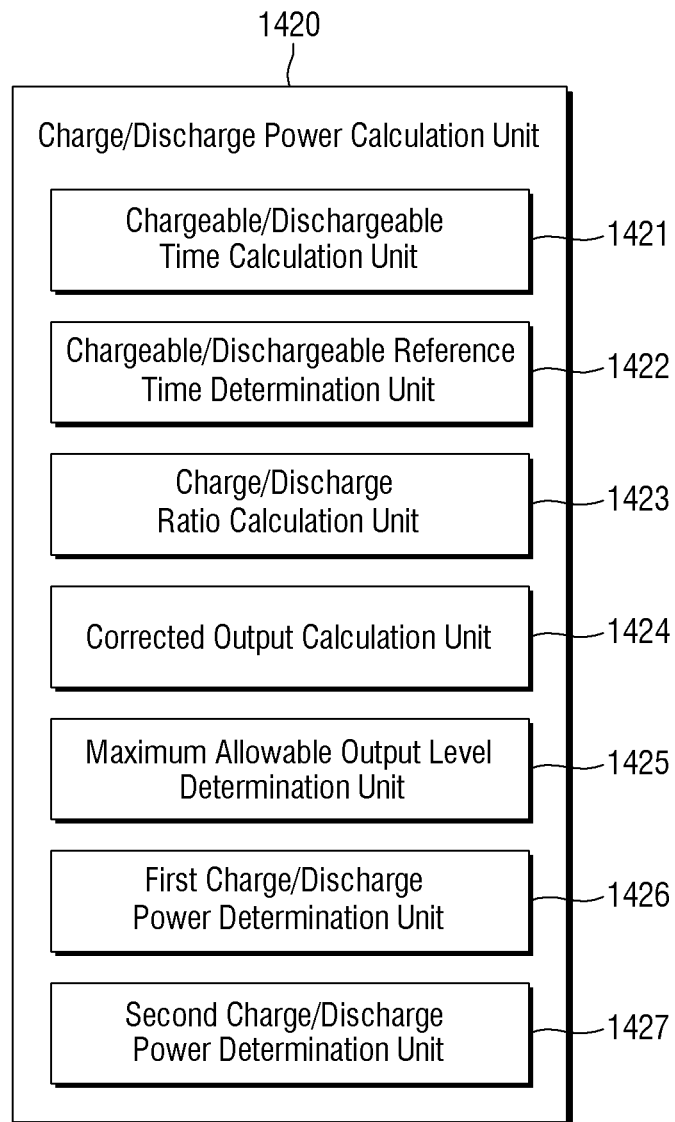 1420
Charge/Discharge Power Calculation Unit
Chargeable/Dischargeable
Time Calculation Unit
1421
Chargeable/Dischargeable Reference
Time Determination Unit
1422
Charge/Discharge
Ratio Calculation Unit
1423
Corrected Output Calculation Unit
1424
Maximum Allowable Output Level
Determination Unit
1425
First Charge/Discharge
Power Determination Unit
1426
Second Charge/Discharge
Power Determination Unit
1427